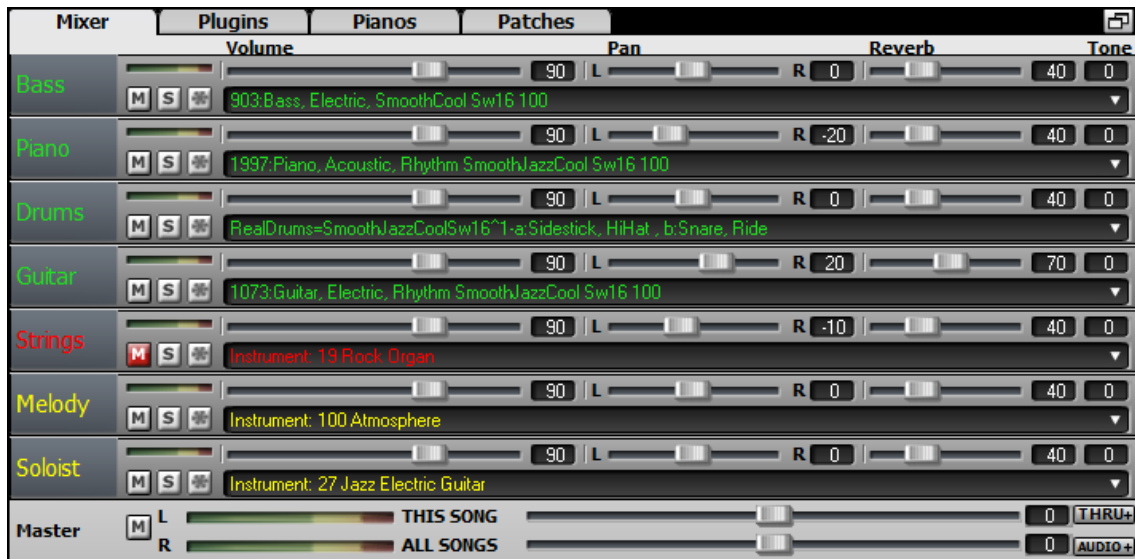 Mixer Plugins Pianos Patches
Volume Pan Reverb Tone
Bass 90 L R 0 40 0
M S 903:Bass, Electric, SmoothCool Sw16 100
Piano 90 L R -20 40 0
M S 1997:Piano, Acoustic, Rhythm SmoothJazzCool Sw16 100
Drums 90 L R 0 40 0
M S RealDrums=SmoothJazzCoolSw16^1-a:Sidestick, HiHat , b:Snare, Ride
Guitar 90 L R 20 70 0
M S 1073:Guitar, Electric, Rhythm SmoothJazzCool Sw16 100
Strings 90 L R -10 40 0
M S Instrument: 19 Rock Organ
Melody 90 L R 0 40 0
M S Instrument: 100 Atmosphere
Soloist 90 L R 0 40 0
M S Instrument: 27 Jazz Electric Guitar
Master M L THIS SONG 0 THRU+
R ALL SONGS 0 AUDIO+